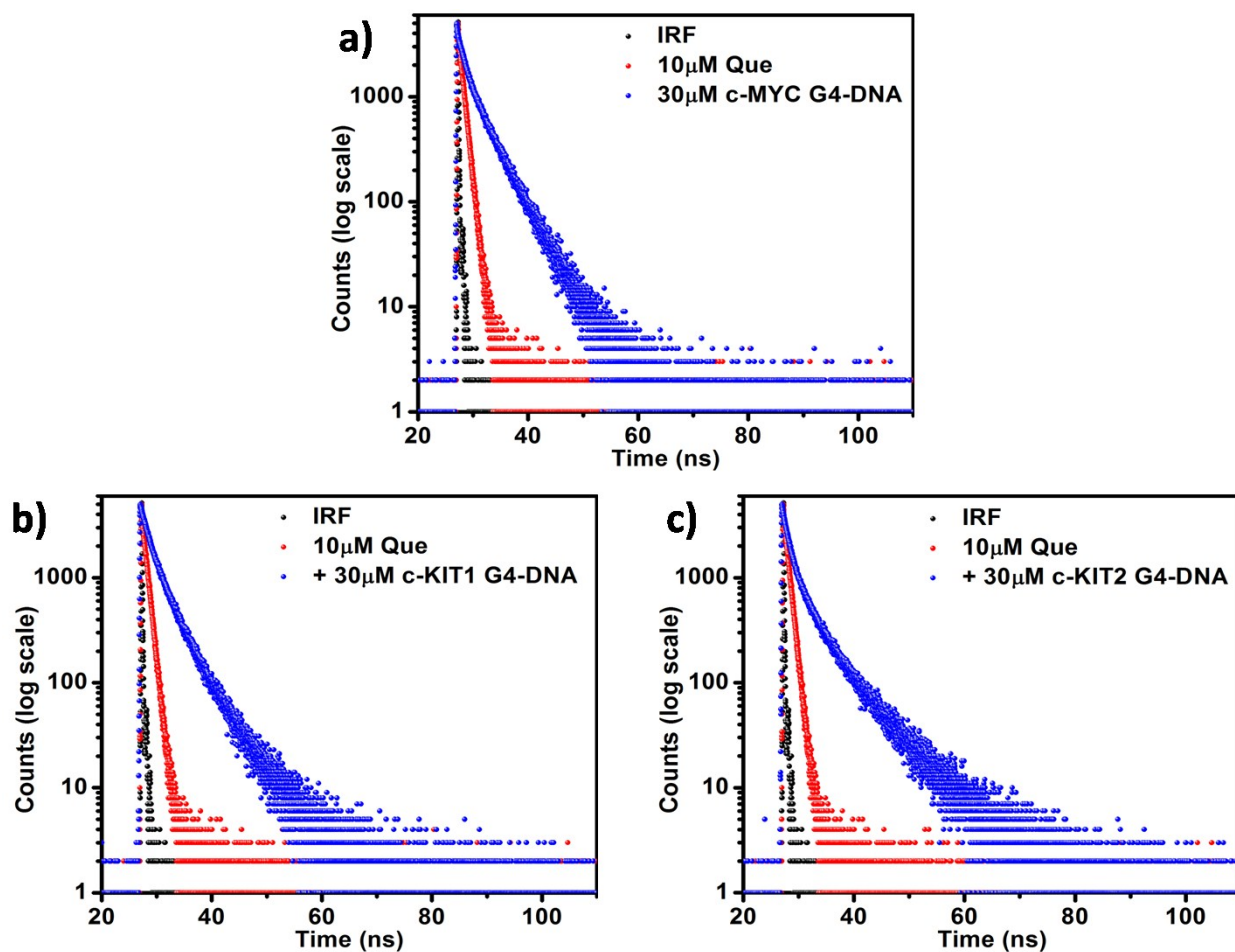 a)
IRF
10μM Que
30μM c-MYC G4-DNA
Counts (log scale)
1000
100
10
1
20 40 60 80 100
Time (ns)
b)
IRF
10μM Que
+ 30μM c-KIT1 G4-DNA
Counts (log scale)
1000
100
10
1
20 40 60 80 100
Time (ns)
c)
IRF
10μM Que
+ 30μM c-KIT2 G4-DNA
Counts (log scale)
1000
100
10
1
20 40 60 80 100
Time (ns)